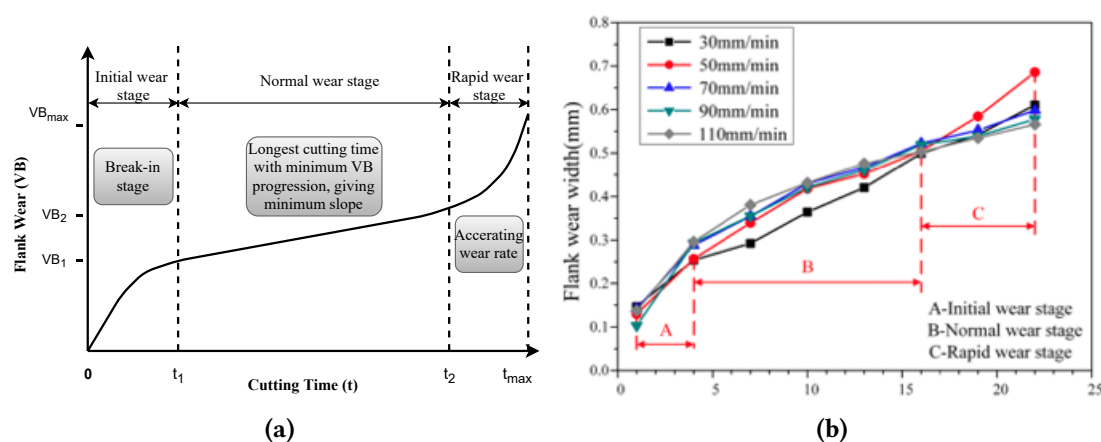 Initial wear
stage
Normal wear stage
Rapid wear
stage
VBmax
Break-in
stage
Longest cutting time
with minimum VB
progression, giving
minimum slope
Flank Wear (VB)
VB2
VB1
Accerating
wear rate
0
t1
Cutting Time (t)
t2
tmax
(a)
0.8
0.7
0.6
0.5
0.4
0.3
0.2
0.1
0.0
Flank wear width(mm)
30mm/min
50mm/min
70mm/min
90mm/min
110mm/min
C
B
A
A-Initial wear stage
B-Normal wear stage
C-Rapid wear stage
0 5 10 15 20 25
(b)